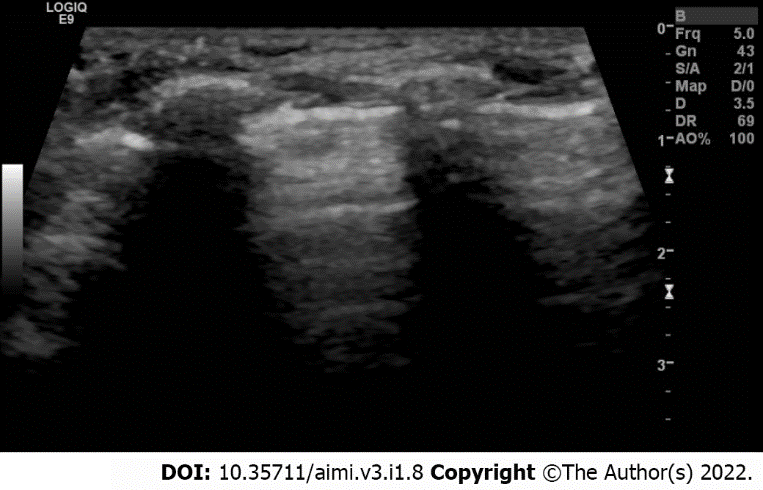 LOGIQ
E9
B
Frq 5.0
Gn 43
S/A 2/1
Map D/0
D 3.5
DR 69
AO% 100
0
1
2
3
DOI: 10.35711/aimi.v3.i1.8 Copyright ©The Author(s) 2022.